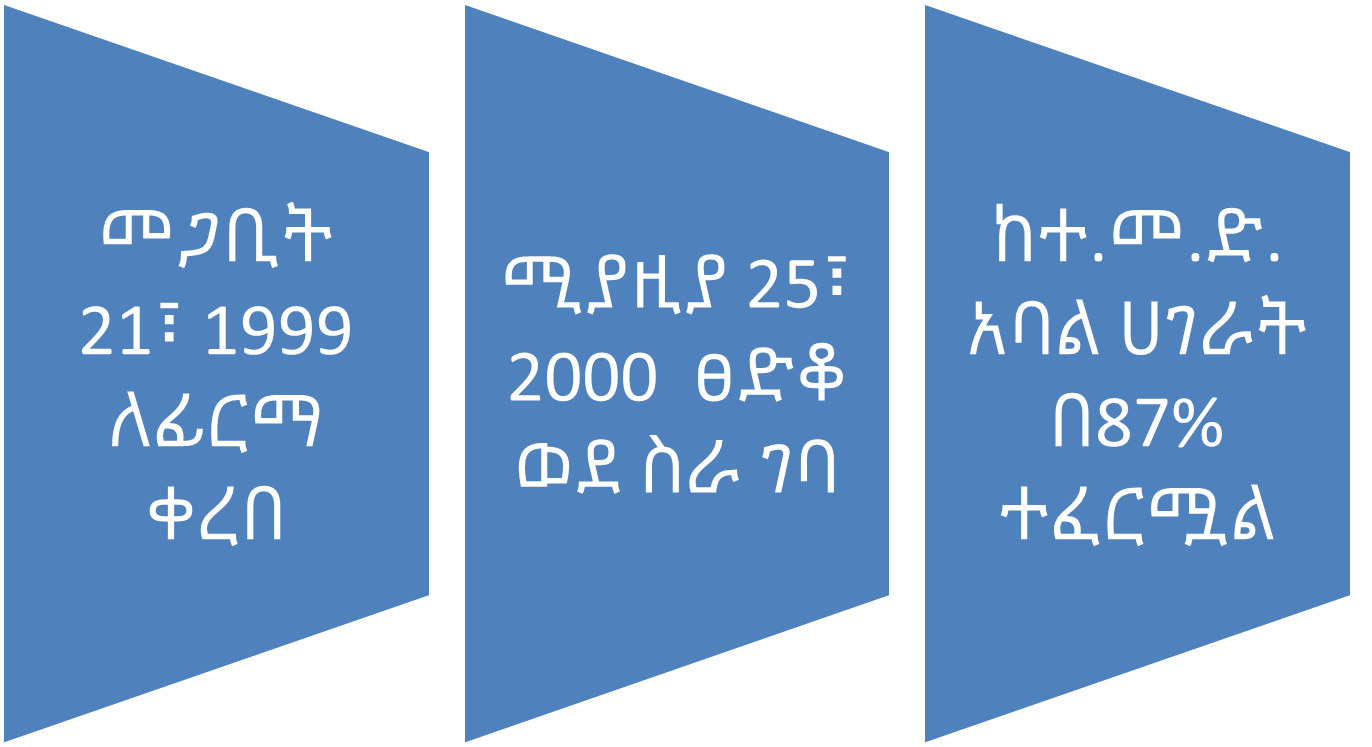 መጋቢት
21፣ 1999
ለፊርማ
ቀረበ
ሚያዚያ 25፣
2000 ፀድቆ
ወደ ስራ ገባ
ከተ.መ.ድ.
አባል ሀገራት
በ87%
ተፈርሟል